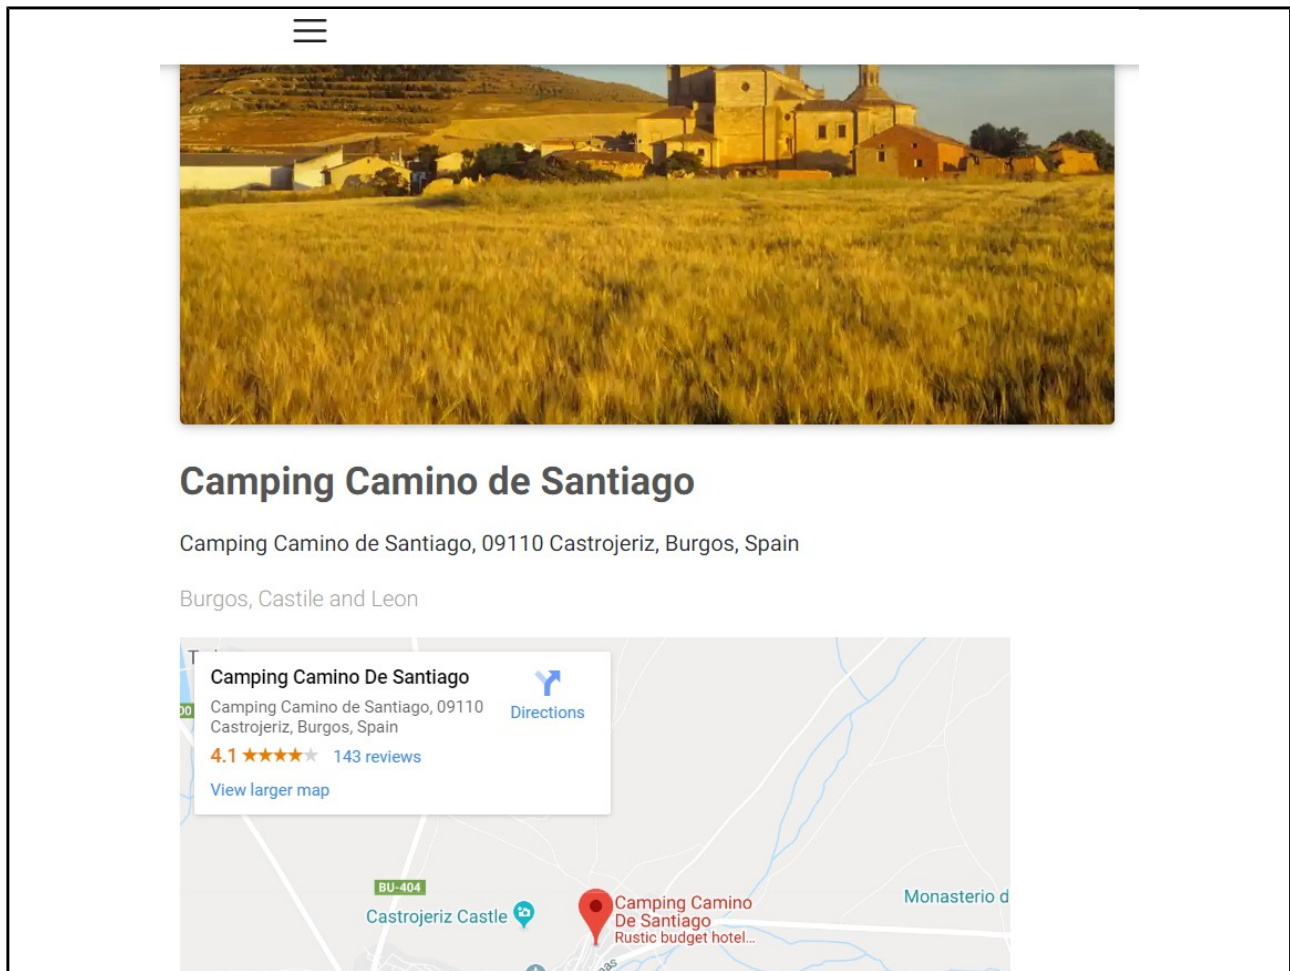 Camping Camino de Santiago
Camping Camino de Santiago, 09110 Castrojeriz, Burgos, Spain
Burgos, Castile and Leon
Camping Camino De Santiago
Camping Camino de Santiago, 09110
Castrojeriz, Burgos, Spain
Directions
4.1 143 reviews
View larger map
BU-404
Castrojeriz Castle
Camping Camino
De Santiago
Rustic budget hotel...
Monasterio d